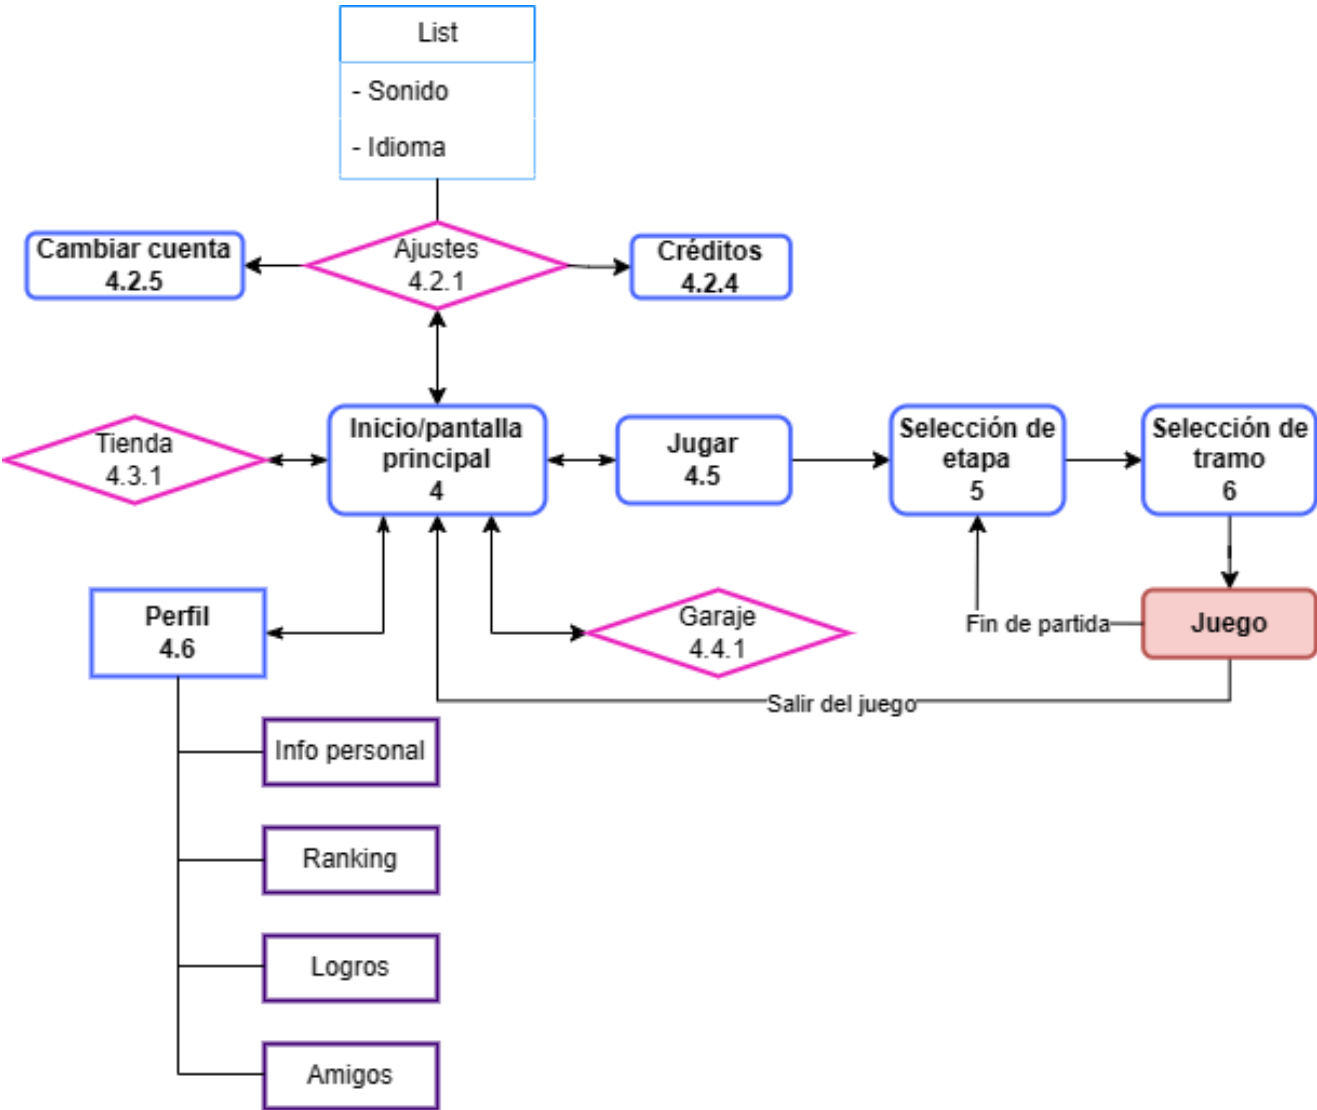 List
- Sonido
- Idioma
Cambiar cuenta
4.2.5
Ajustes
4.2.1
Créditos
4.2.4
Tienda
4.3.1
Inicio/pantalla
principal
4
Jugar
4.5
Selección de
etapa
5
Selección de
tramo
6
Perfil
4.6
Garaje
4.4.1
Fin de partida
Juego
Salir del juego
Info personal
Ranking
Logros
Amigos